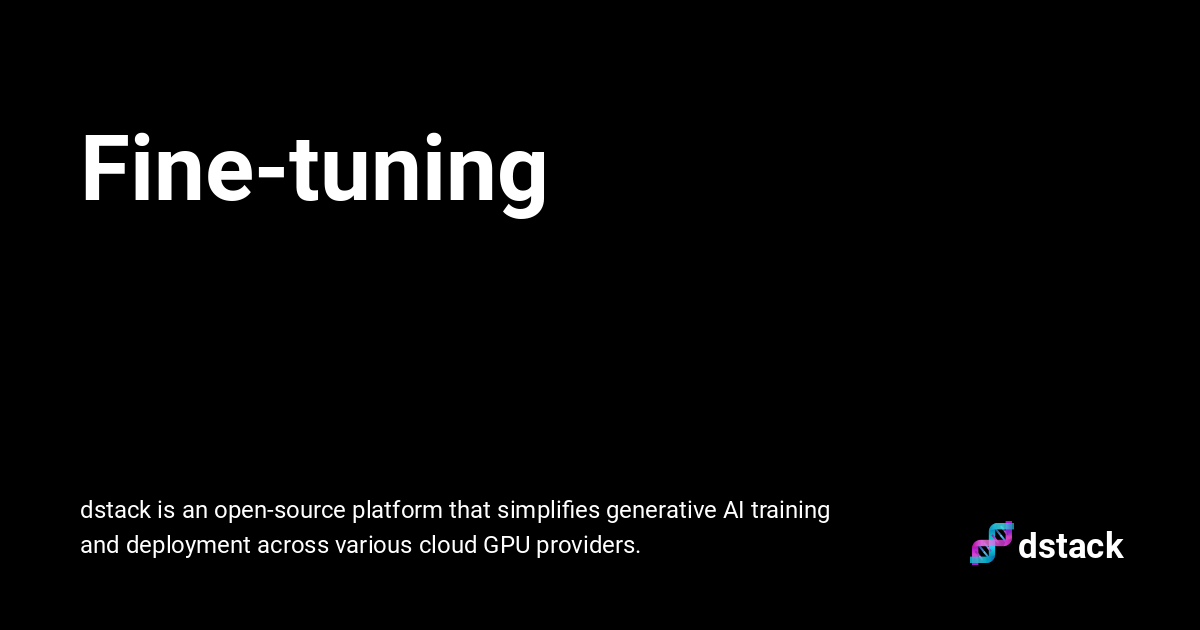 Fine-tuning
dstack is an open-source platform that simplifies generative AI training
and deployment across various cloud GPU providers.
dstack